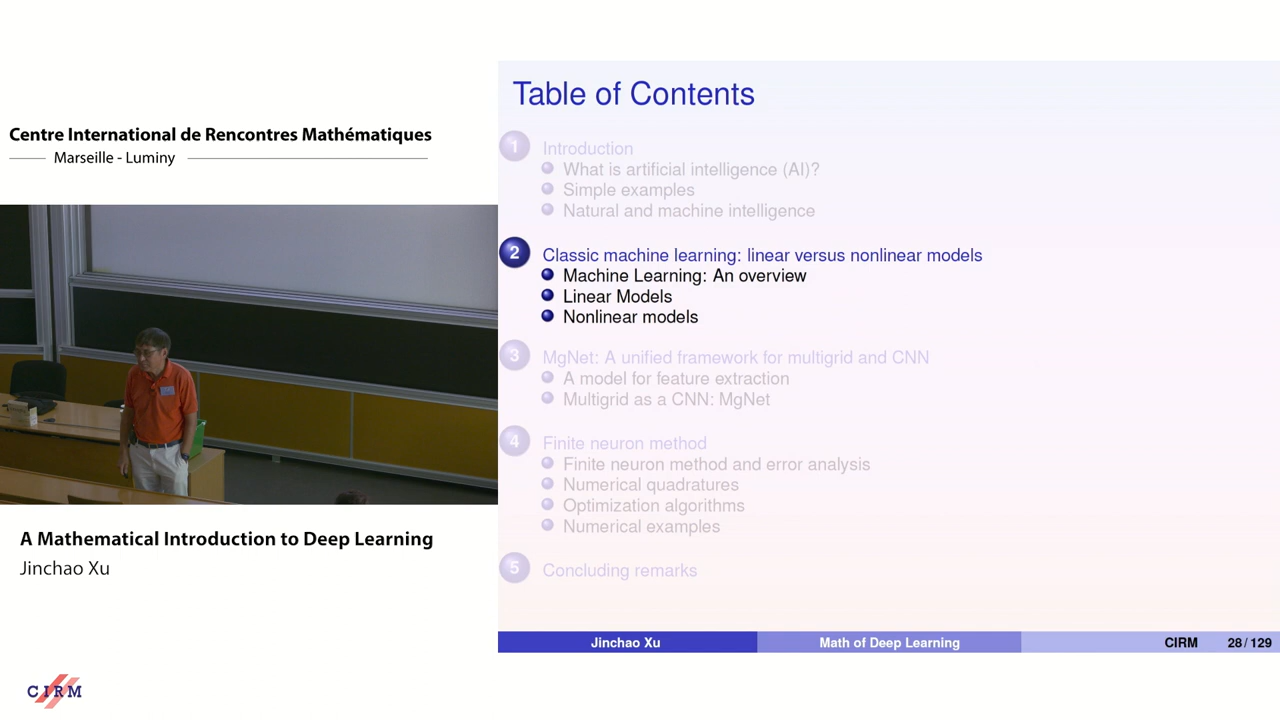 Centre International de Rencontres Mathématiques
Marseille - Luminy
A Mathematical Introduction to Deep Learning
Jinchao Xu
CIRM
Table of Contents
1 Introduction
What is artificial intelligence (AI)?
Simple examples
Natural and machine intelligence
2 Classic machine learning: linear versus nonlinear models
Machine Learning: An overview
Linear Models
Nonlinear models
3 MgNet: A unified framework for multigrid and CNN
A model for feature extraction
Multigrid as a CNN: MgNet
4 Finite neuron method
Finite neuron method and error analysis
Numerical quadratures
Optimization algorithms
Numerical examples
5 Concluding remarks
Jinchao Xu Math of Deep Learning CIRM 28 / 129